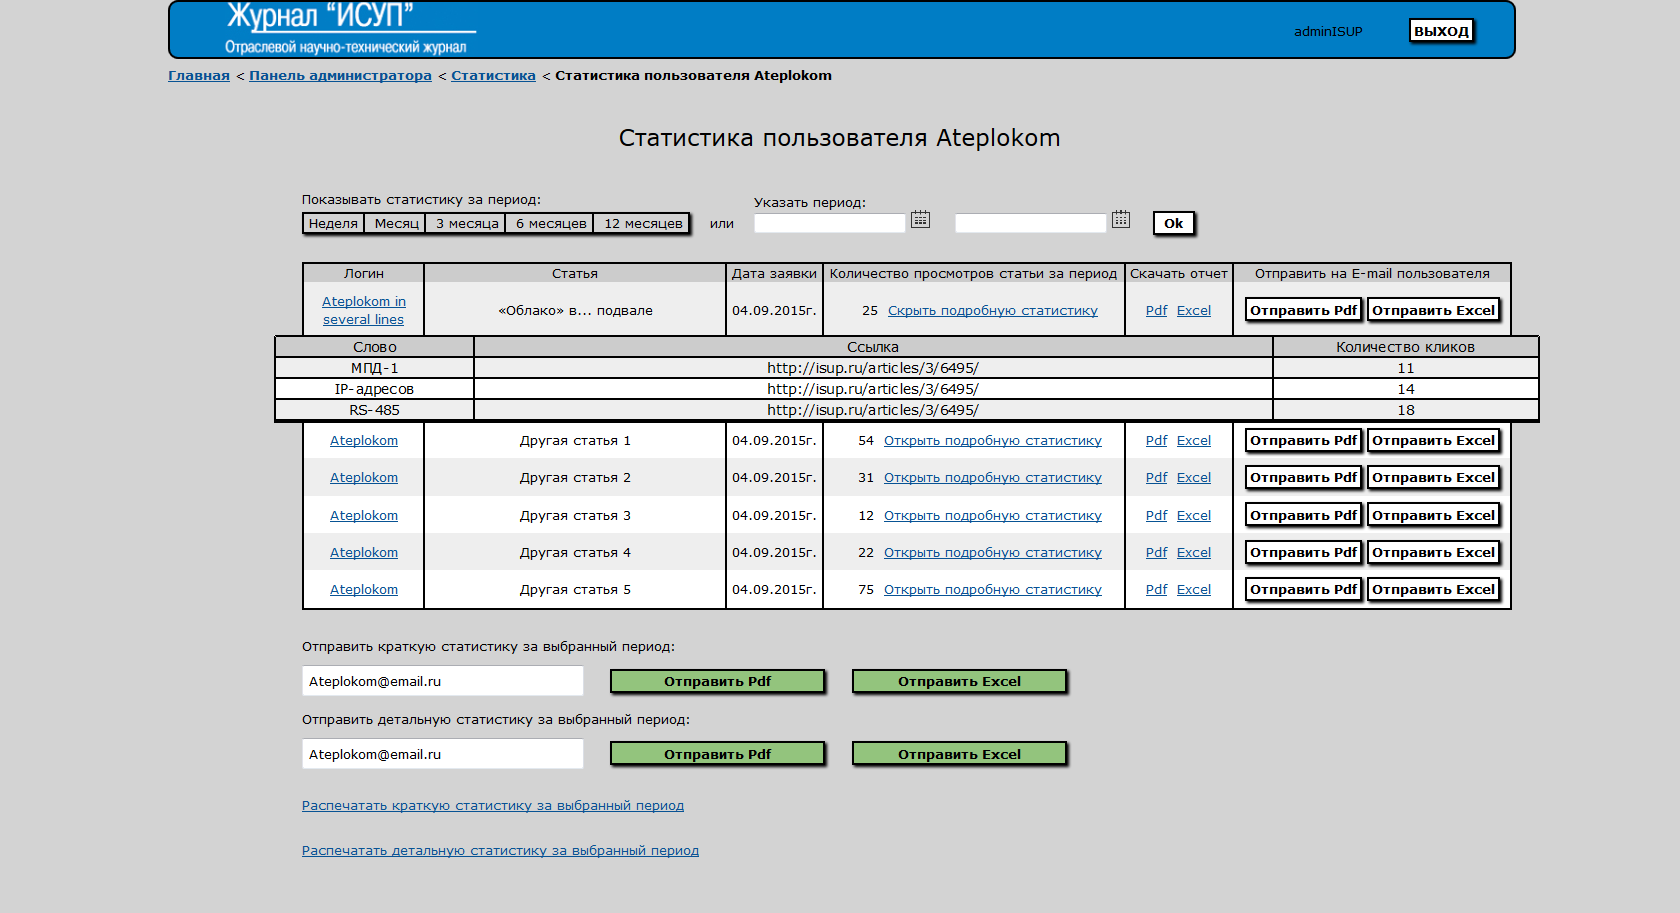 Журнал "ИСУП"
Отраслевой научно-технический журнал
adminISUP
ВЫХОД
Главная < Панель администратора < Статистика < Статистика пользователя Ateplokom
Статистика пользователя Ateplokom
Показывать статистику за период:
Указать период:
Неделя Месяц 3 месяца 6 месяцев 12 месяцев или Ok
Логин Статья Дата заявки Количество просмотров статьи за период Скачать отчет Отправить на E-mail пользователя
Ateplokom in
several lines
«Облако» в... подвале 04.09.2015г. 25 Скрыть подробную статистику Pdf Excel Отправить Pdf Отправить Excel
Слово Ссылка Количество кликов
МПД-1 http://isup.ru/articles/3/6495/ 11
IP-адресов http://isup.ru/articles/3/6495/ 14
RS-485 http://isup.ru/articles/3/6495/ 18
Ateplokom Другая статья 1 04.09.2015г. 54 Открыть подробную статистику Pdf Excel Отправить Pdf Отправить Excel
Ateplokom Другая статья 2 04.09.2015г. 31 Открыть подробную статистику Pdf Excel Отправить Pdf Отправить Excel
Ateplokom Другая статья 3 04.09.2015г. 12 Открыть подробную статистику Pdf Excel Отправить Pdf Отправить Excel
Ateplokom Другая статья 4 04.09.2015г. 22 Открыть подробную статистику Pdf Excel Отправить Pdf Отправить Excel
Ateplokom Другая статья 5 04.09.2015г. 75 Открыть подробную статистику Pdf Excel Отправить Pdf Отправить Excel
Отправить краткую статистику за выбранный период:
Ateplokom@email.ru Отправить Pdf Отправить Excel
Отправить детальную статистику за выбранный период:
Ateplokom@email.ru Отправить Pdf Отправить Excel
Распечатать краткую статистику за выбранный период
Распечатать детальную статистику за выбранный период